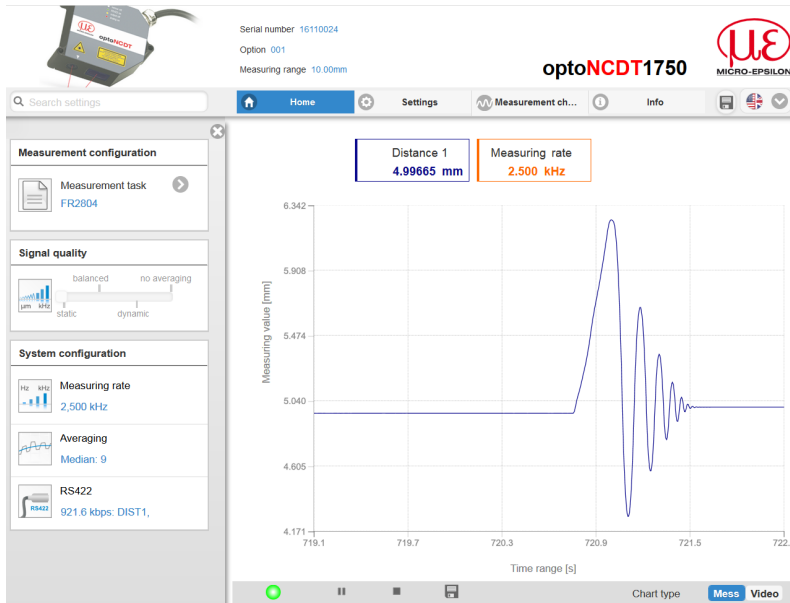 optoNCDT
Serial number 16110024
Option 001
Measuring range 10.00mm
optoNCDT1750
με
MICRO-EPSILON
Search settings
Home
Settings
Measurement ch...
Info
Measurement configuration
Measurement task
FR2804
Signal quality
balanced
no averaging
µm kHz
static
dynamic
System configuration
Hz kHz
Measuring rate
2,500 kHz
Averaging
Median: 9
RS422
RS422
921.6 kbps: DIST1,
Distance 1
4.99665 mm
Measuring rate
2.500 kHz
Measuring value [mm]
6.342
5.908
5.474
5.040
4.605
4.171
719.1
719.7
720.3
720.9
721.5
722.
Time range [s]
Chart type
Mess
Video